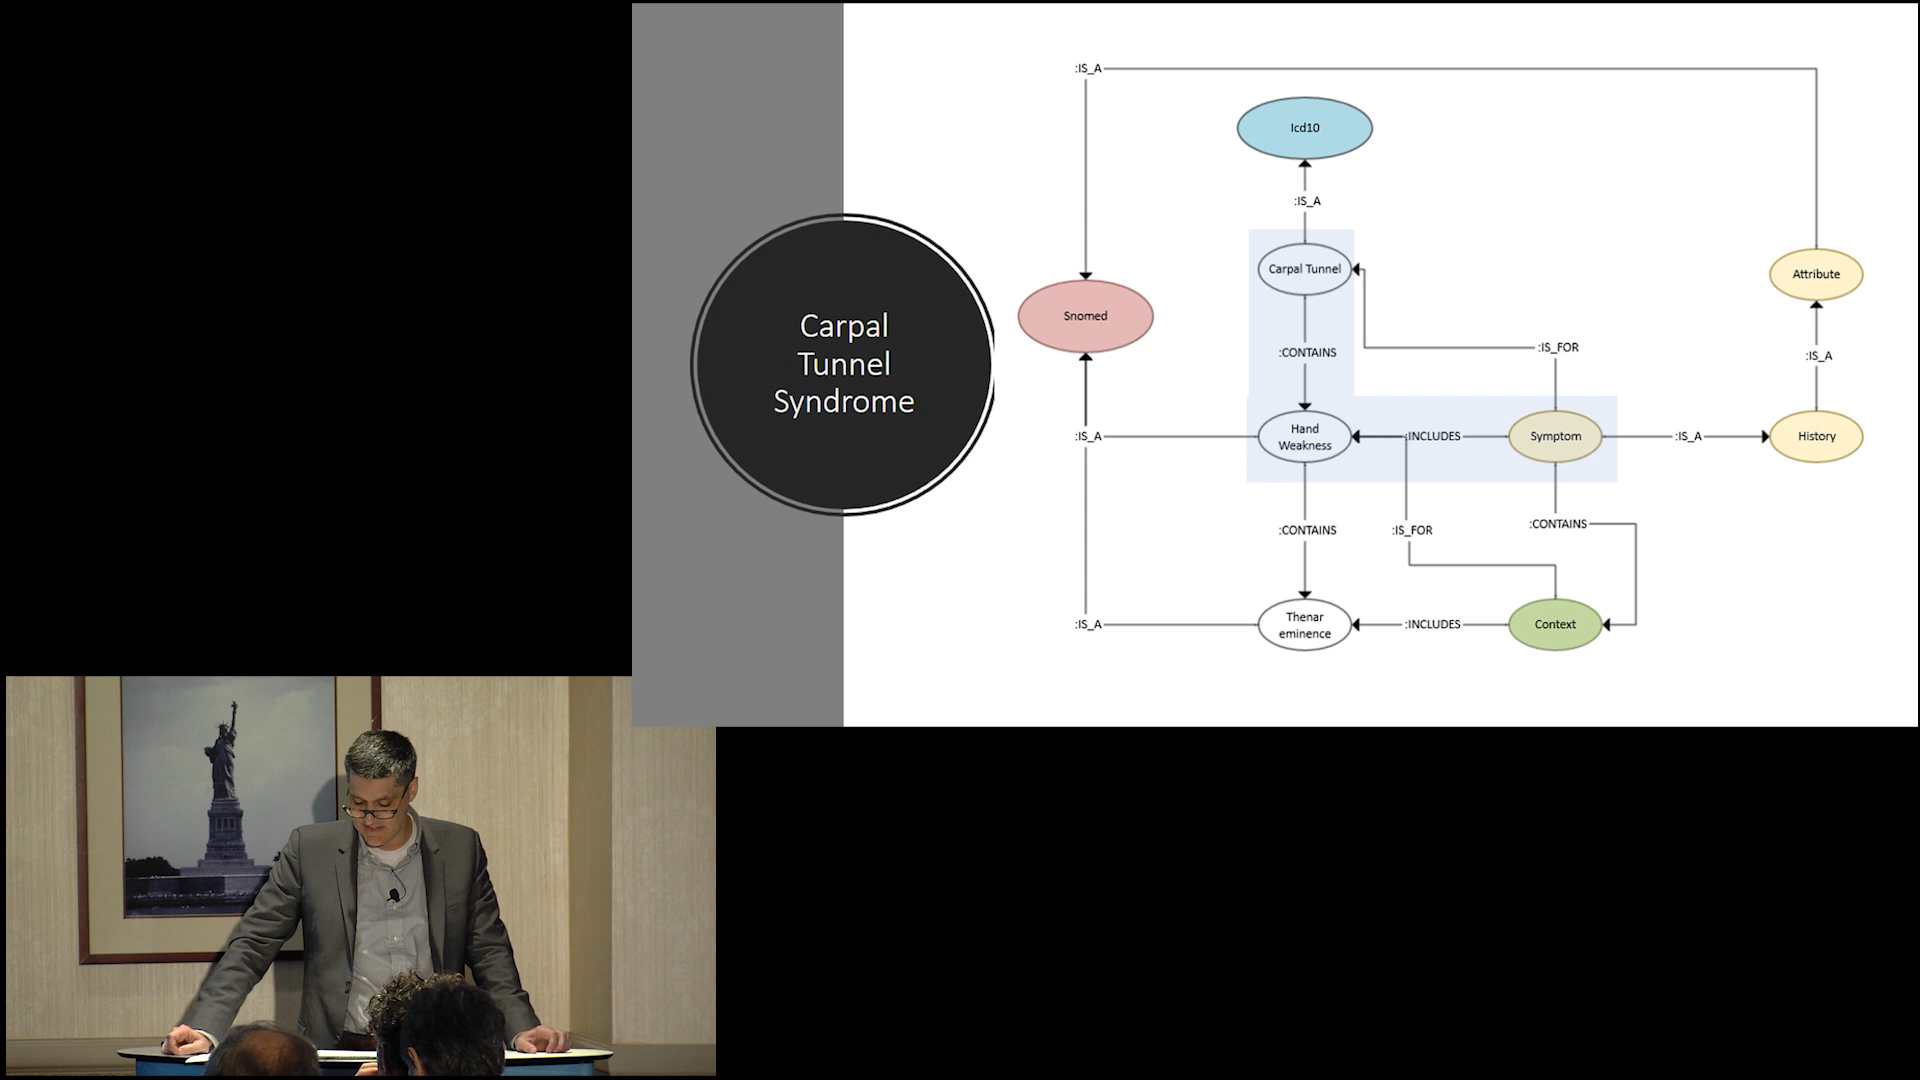 Carpal
Tunnel
Syndrome
:IS_A
Icd10
:IS_A
Carpal Tunnel
Attribute
Snomed
:CONTAINS
:IS_FOR
:IS_A
:IS_A
Hand
Weakness
:INCLUDES
Symptom
:IS_A
History
:CONTAINS
:IS_FOR
:CONTAINS
:IS_A
Thenar
eminence
:INCLUDES
Context